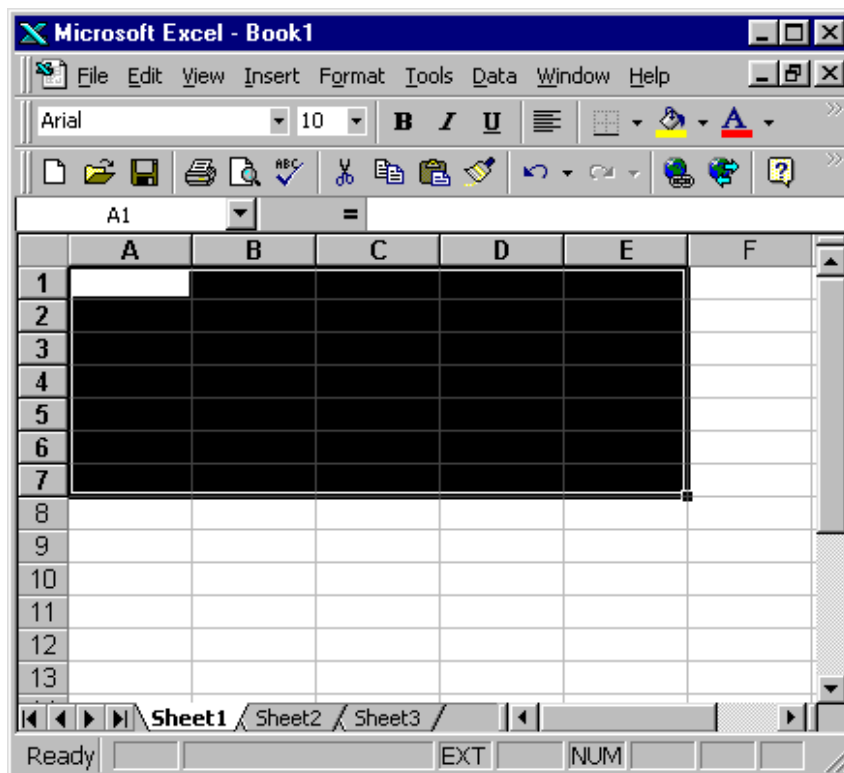 Microsoft Excel - Book1
File Edit View Insert Format Tools Data Window Help
Arial 10 B I U A
ABC
A1 =
A B C D E F
1
2
3
4
5
6
7
8
9
10
11
12
13
Sheet1 Sheet2 Sheet3
Ready EXT NUM